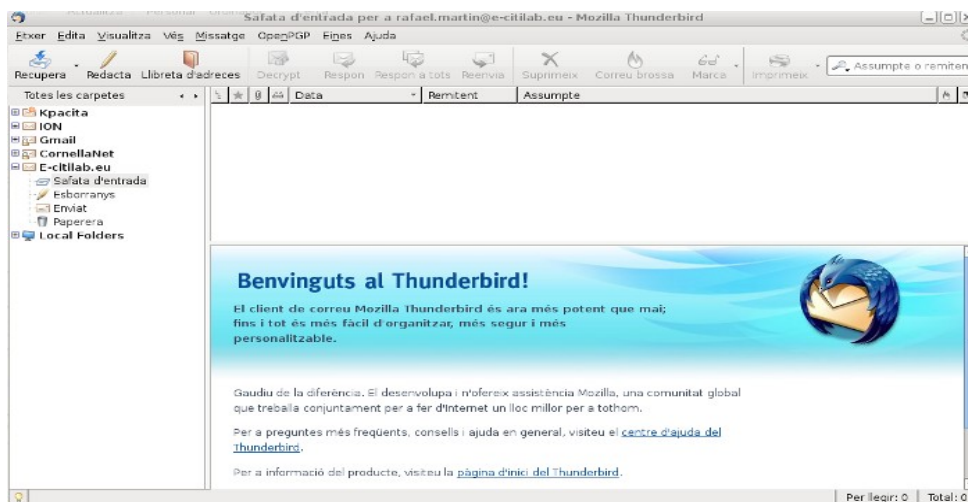 Safata d'entrada per a rafael.martin@e-citilab.eu - Mozilla Thunderbird
Etxer Edita Visualitza Vés Missatge OpenPGP Eines Ajuda
Recupera Redacta Llibreta d'adreces Decrypt Respon Respon a tots Reenvia Suprimeix Correu brossa Marca Imprimeix Assumpte o remiten
Totes les carpetes Data Remitent Assumpte
Kpacita
ION
Gmail
CornellaNet
E-citilab.eu
Safata d'entrada
Esborranys
Enviat
Paperera
Local Folders
Benvinguts al Thunderbird!
El client de correu Mozilla Thunderbird és ara més potent que mai;
fins i tot és més fàcil d'organitzar, més segur i més
personalitzable.
Gaudiu de la diferència. El desenvolupa i n'ofereix assistència Mozilla, una comunitat global
que treballa conjuntament per a fer d'Internet un lloc millor per a tothom.
Per a preguntes més freqüents, consells i ajuda en general, visiteu el centre d'ajuda del
Thunderbird.
Per a informació del producte, visiteu la pàgina d'inici del Thunderbird.
Per llegir: 0 Total: 0